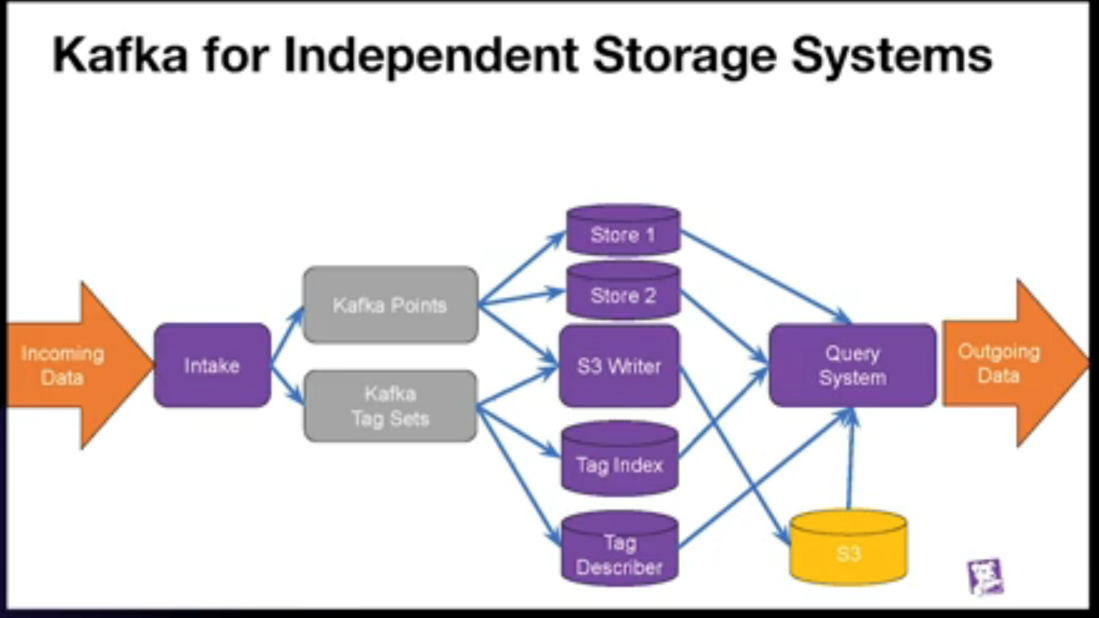 Kafka for Independent Storage Systems
Incoming
Data
Intake
Kafka Points
Kafka
Tag Sets
Store 1
Store 2
S3 Writer
Tag Index
Tag
Describer
Query
System
S3
Outgoing
Data